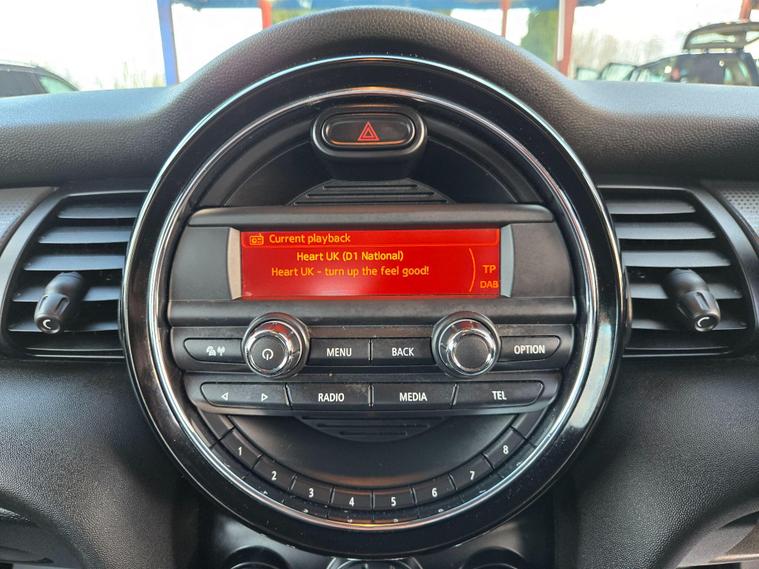 Current playback
Heart UK (D1 National)
Heart UK - turn up the feel good!
TP
DAB
MENU
BACK
OPTION
RADIO
MEDIA
TEL
1
2
3
4
5
6
7
8